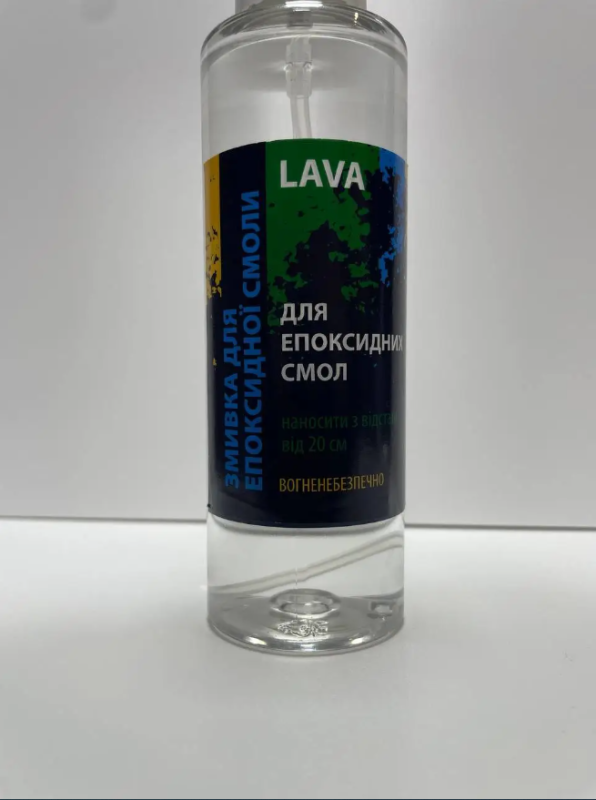 LAVA
ЗМИВКА ДЛЯ
ЕПОКСИДНОЇ СМОЛИ
ДЛЯ
ЕПОКСИДНИХ
СМОЛ
наносити з
від 20 см
ВОГНЕНЕБЕЗПЕЧНО